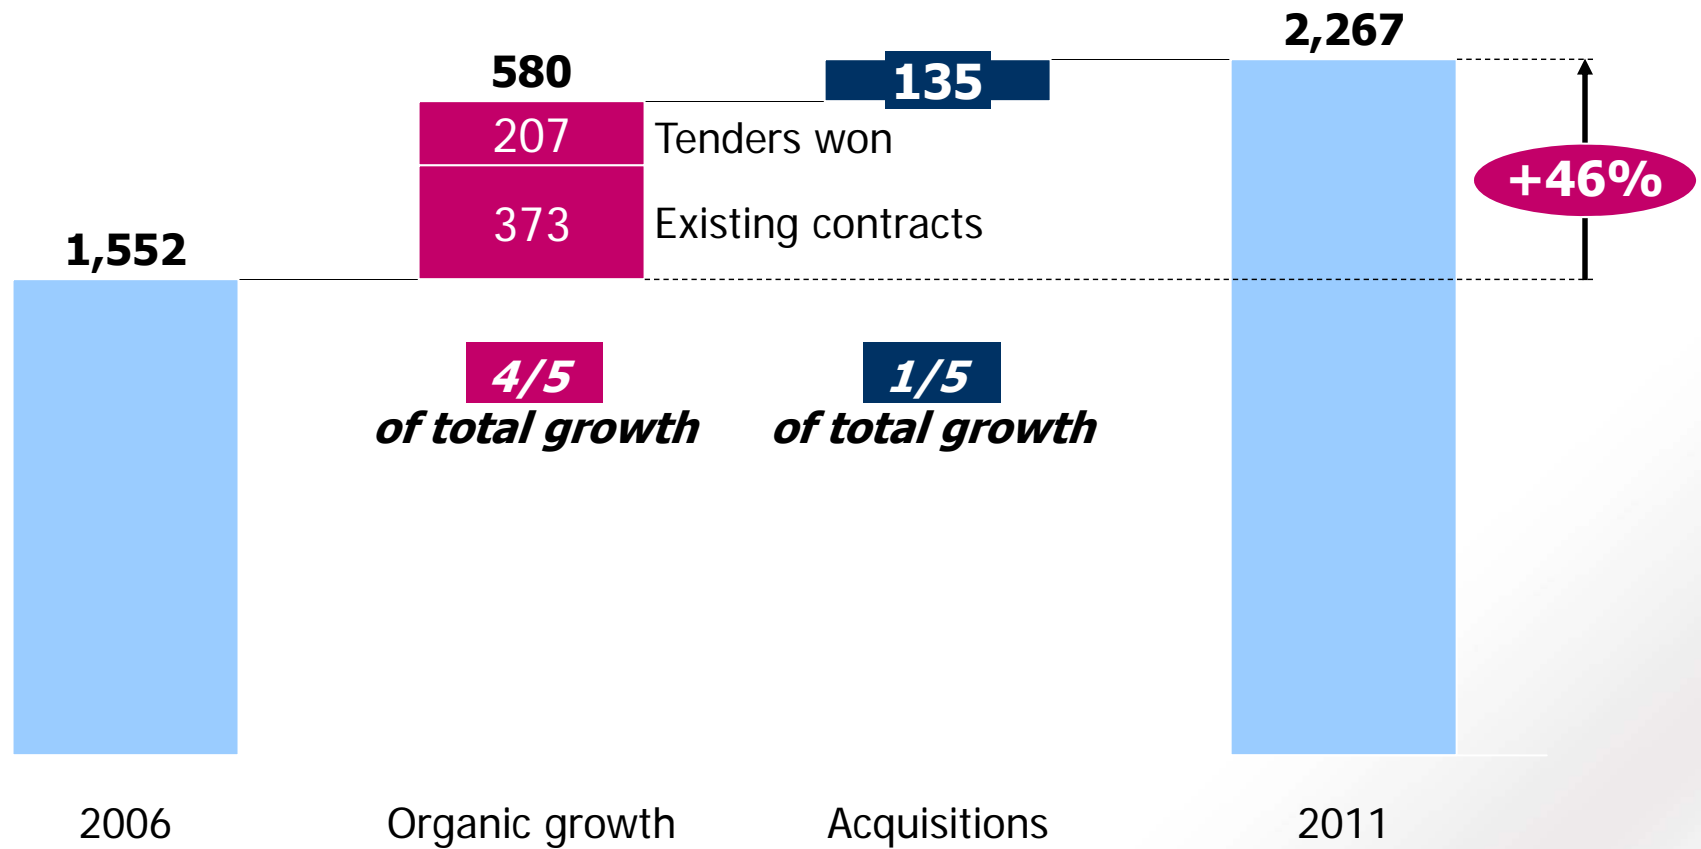 2,267
580
135
207 Tenders won
+46%
373 Existing contracts
1,552
4/5
of total growth
1/5
of total growth
2006
Organic growth
Acquisitions
2011